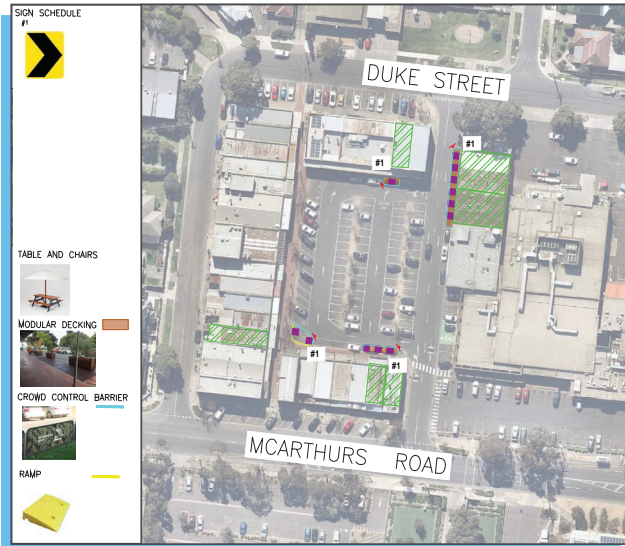 SIGN SCHEDULE
#1
DUKE STREET
#1
#1
TABLE AND CHAIRS
MODULAR DECKING
#1
#1
CROWD CONTROL BARRIER
MCARTHURS ROAD
RAMP